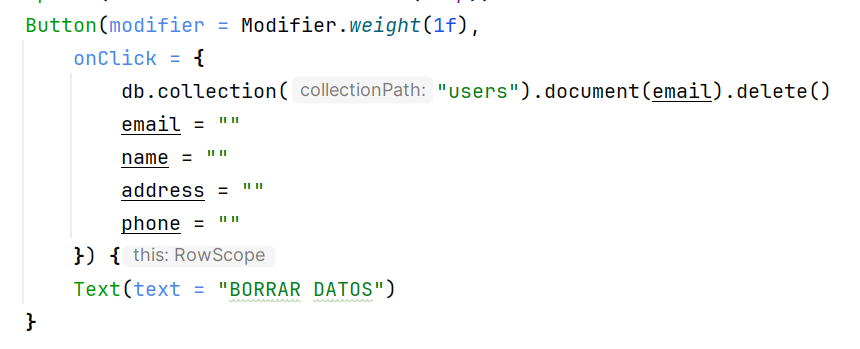 Button(modifier = Modifier.weight(1f),
onClick = {
db.collection( collectionPath: "users").document(email).delete()
email = ""
name = ""
address = ""
phone = ""
}) { this: RowScope
Text(text = "BORRAR DATOS")
}